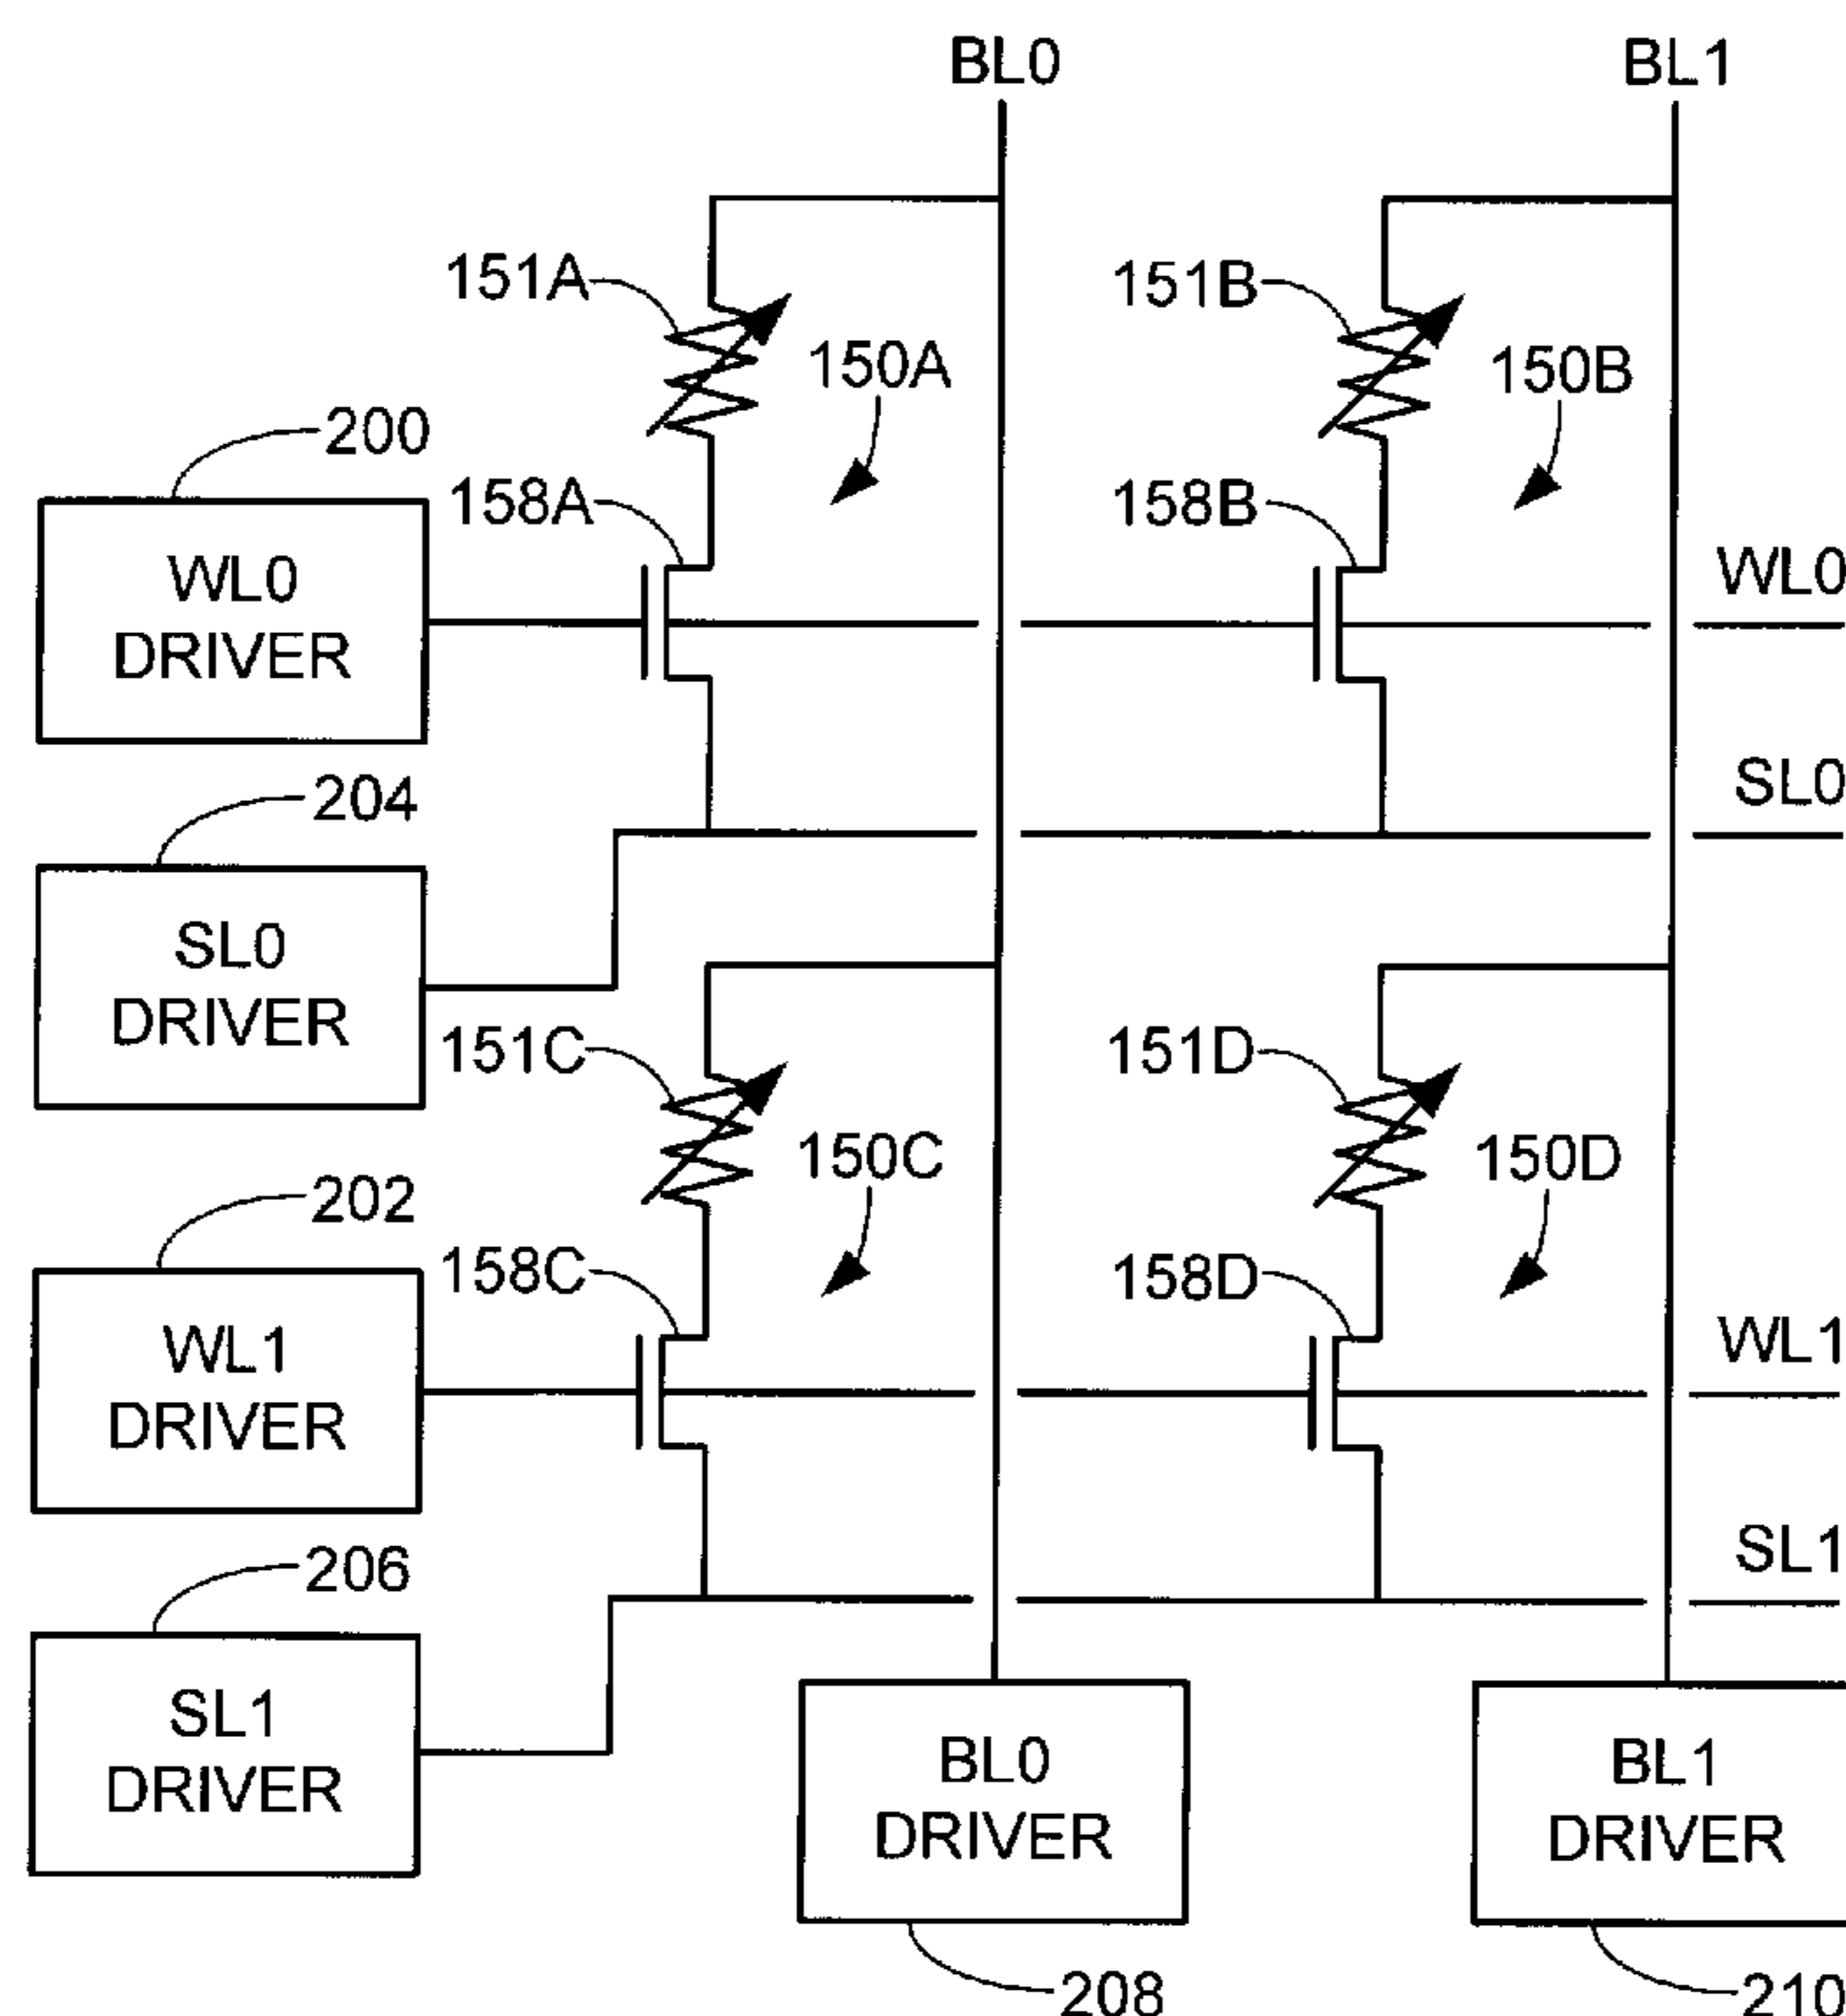 BL0
BL1
151A
151B
150A
150B
200
158A
158B
WL0
DRIVER
WL0
204
SL0
SL0
DRIVER
151C
151D
150C
150D
202
158C
158D
WL1
DRIVER
WL1
206
SL1
SL1
DRIVER
BL0
DRIVER
BL1
DRIVER
208
210